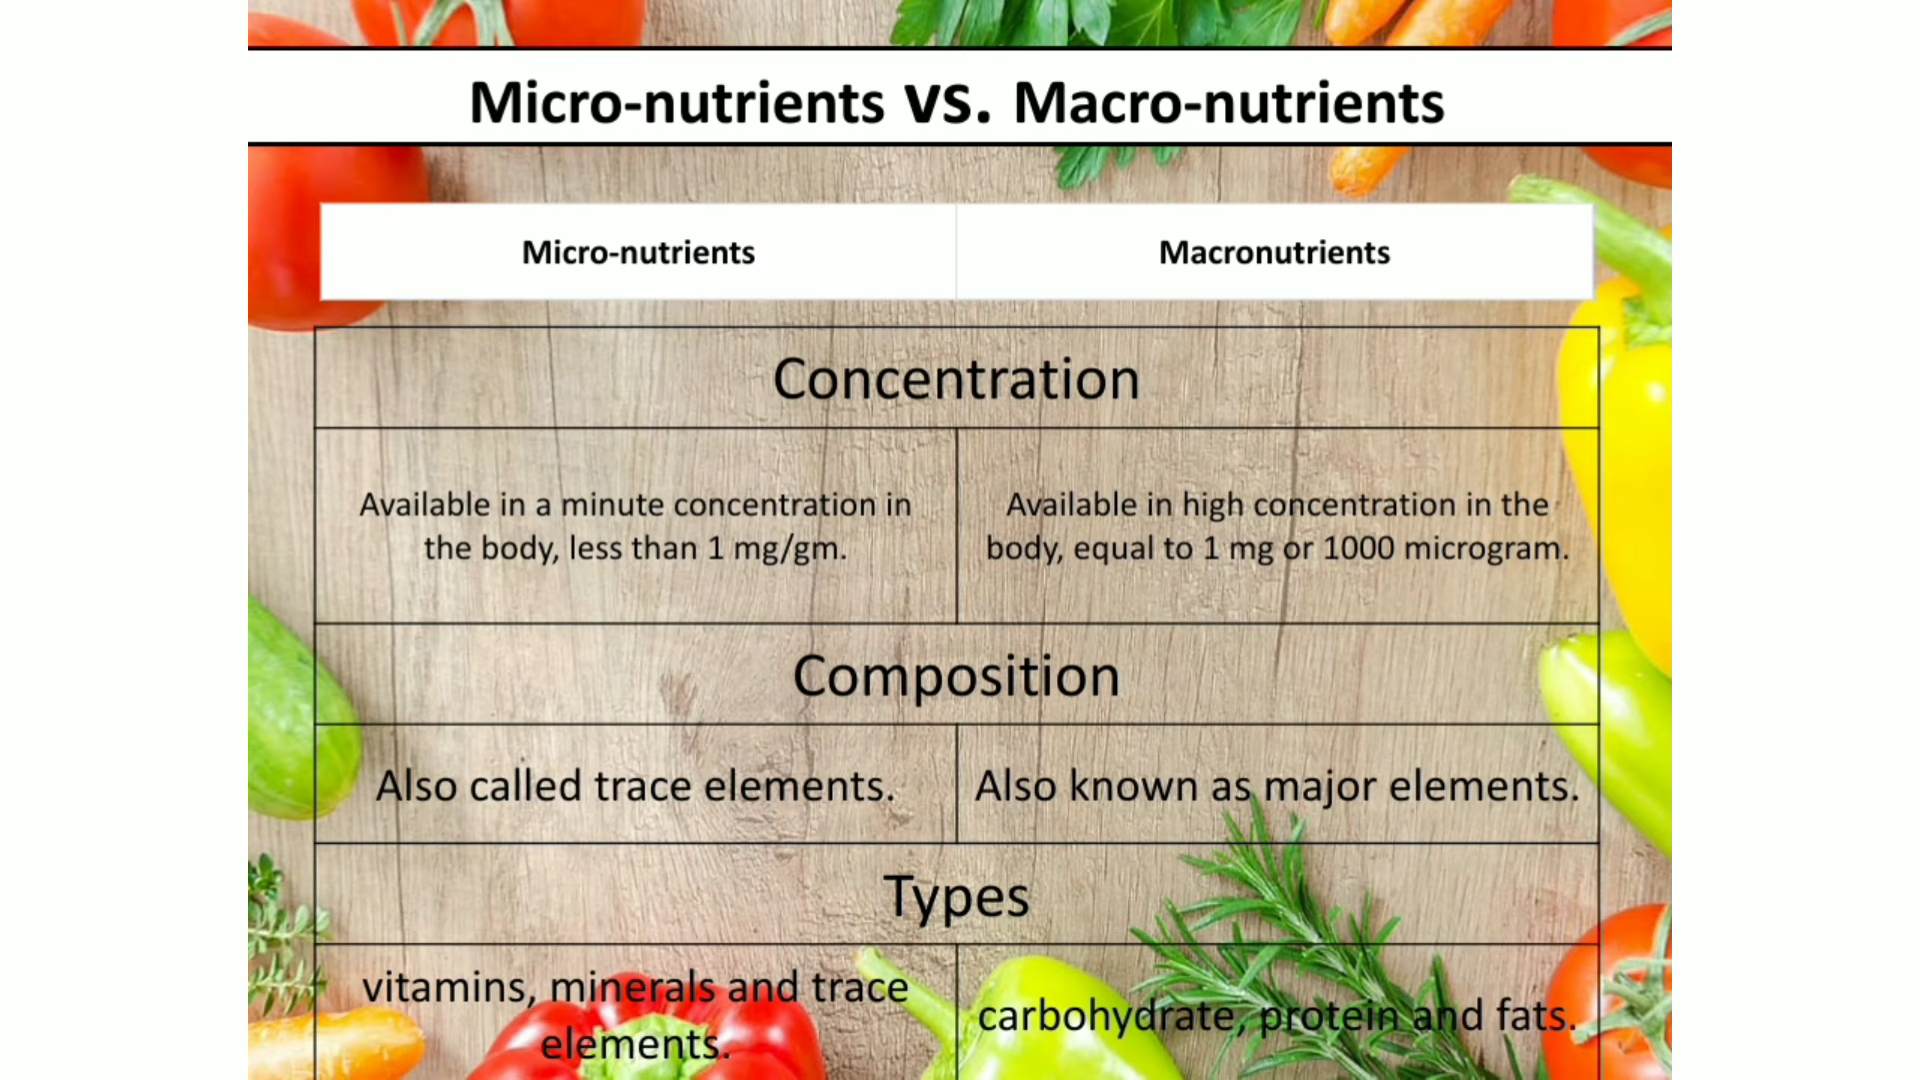 Micro-nutrients vs. Macro-nutrients
Micro-nutrients
Macronutrients
Concentration
Available in a minute concentration in
the body, less than 1 mg/gm.
Available in high concentration in the
body, equal to 1 mg or 1000 microgram.
Composition
Also called trace elements.
Also known as major elements.
Types
vitamins, minerals and trace
elements.
carbohydrate, protein and fats.